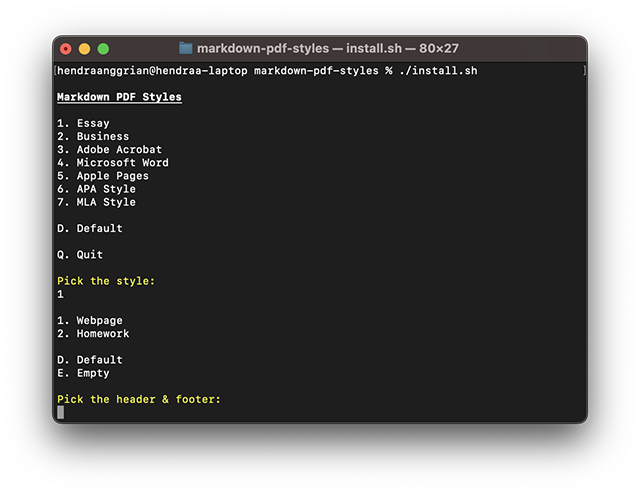 markdown-pdf-styles — install.sh — 80×27
[hendraanggrian@hendraa-laptop markdown-pdf-styles % ./install.sh ]
Markdown PDF Styles
1. Essay
2. Business
3. Adobe Acrobat
4. Microsoft Word
5. Apple Pages
6. APA Style
7. MLA Style
D. Default
Q. Quit
Pick the style:
1
1. Webpage
2. Homework
D. Default
E. Empty
Pick the header & footer: